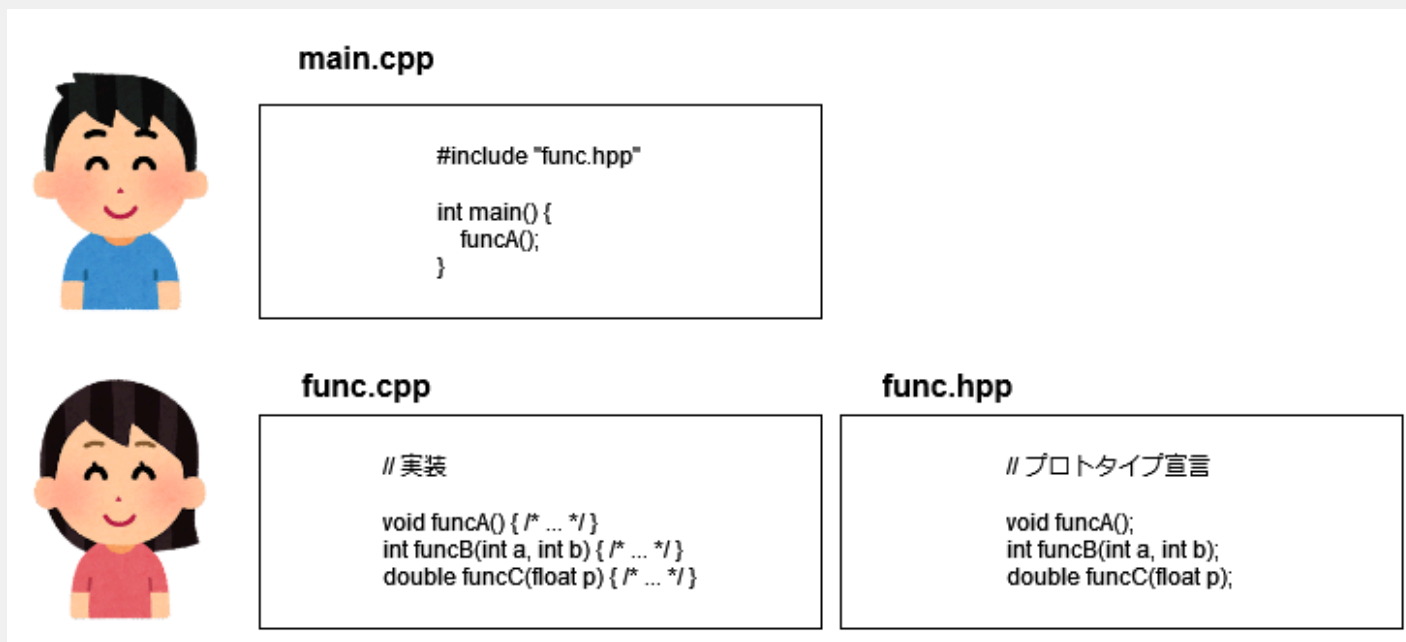 main.cpp
#include "func.hpp"
int main() {
funcA();
}
func.cpp
// 実装
void funcA() { /* ... */ }
int funcB(int a, int b) { /* ... */ }
double funcC(float p) { /* ... */ }
func.hpp
// プロトタイプ宣言
void funcA();
int funcB(int a, int b);
double funcC(float p);